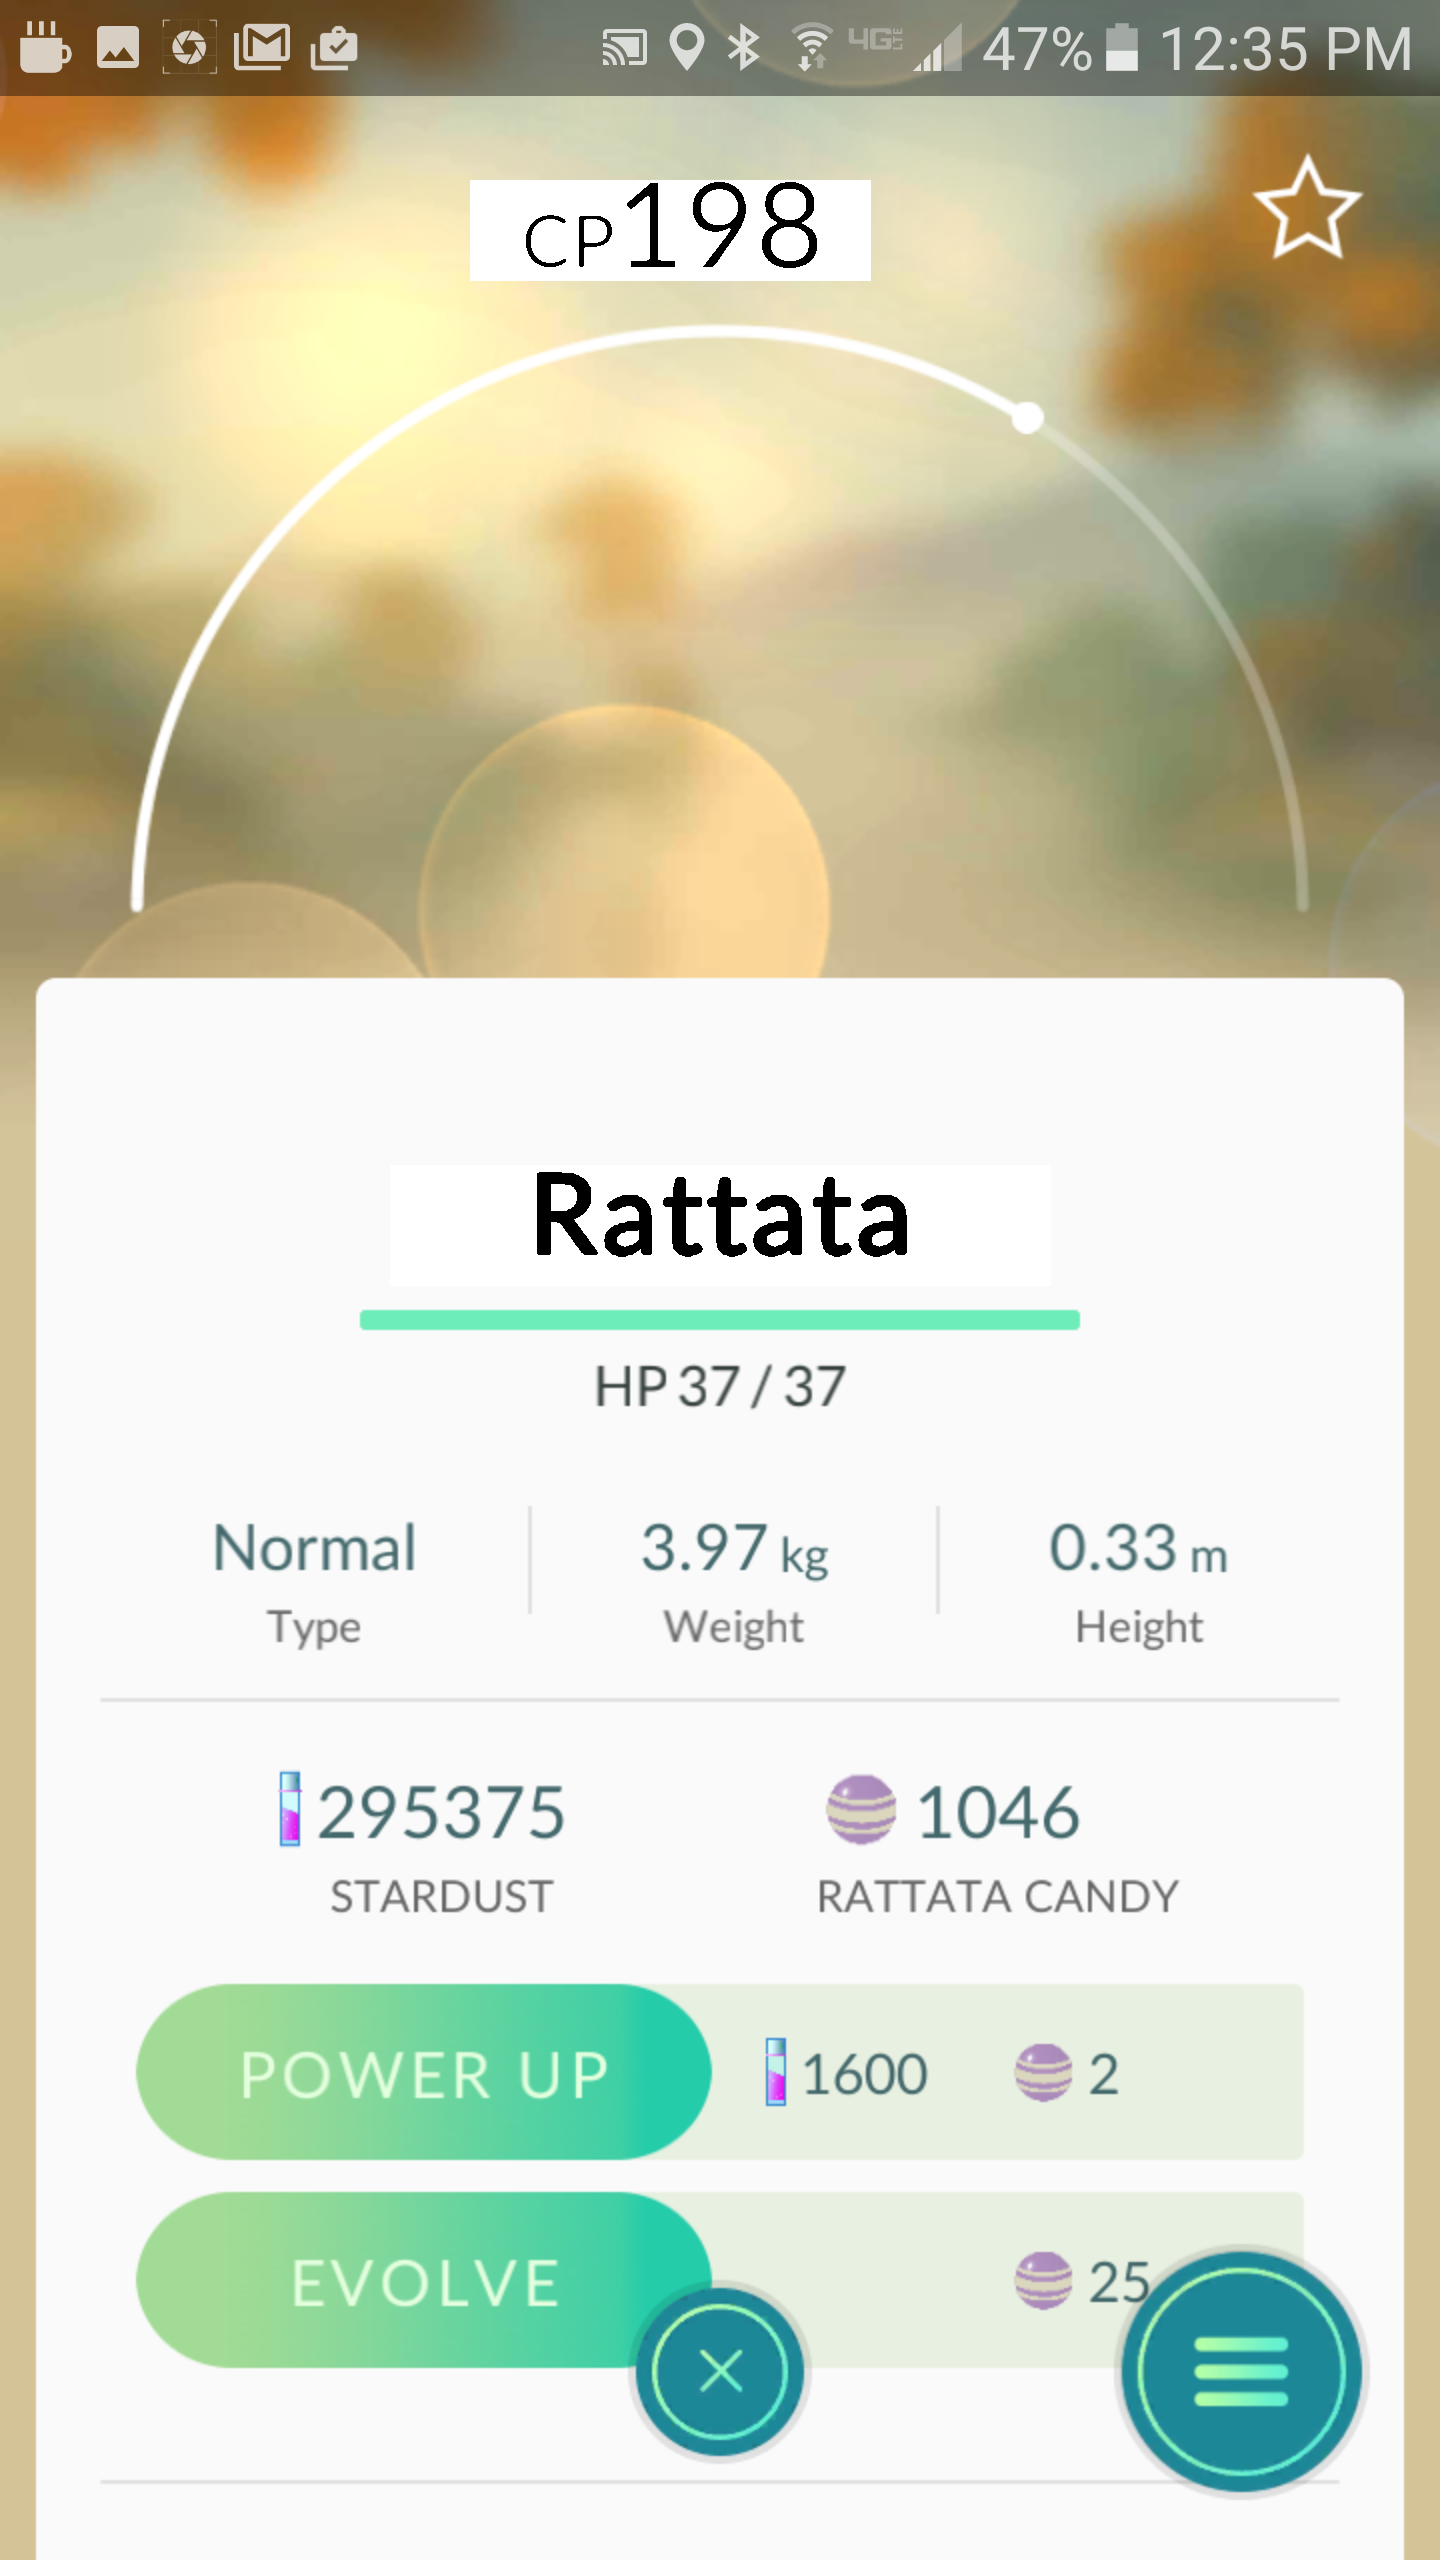 4G LTE 47% 12:35 PM
CP198
Rattata
HP 37 / 37
Normal 3.97 kg 0.33 m
Type Weight Height
295375 1046
STARDUST RATTATA CANDY
POWER UP 1600 2
EVOLVE 25